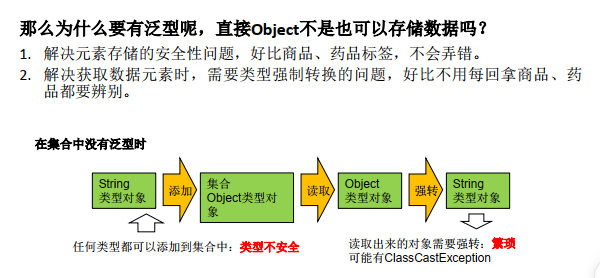 那么为什么要有泛型呢，直接Object不是也可以存储数据吗？
1. 解决元素存储的安全性问题，好比商品、药品标签，不会弄错。
2. 解决获取数据元素时，需要类型强制转换的问题，好比不用每回拿商品、药
品都要辨别。
在集合中没有泛型时
String
类型对象
添加
集合
Object类型对
象
读取
Object
类型对象
强转
String
类型对象
任何类型都可以添加到集合中：类型不安全
读取出来的对象需要强转：繁琐
可能有ClassCastException